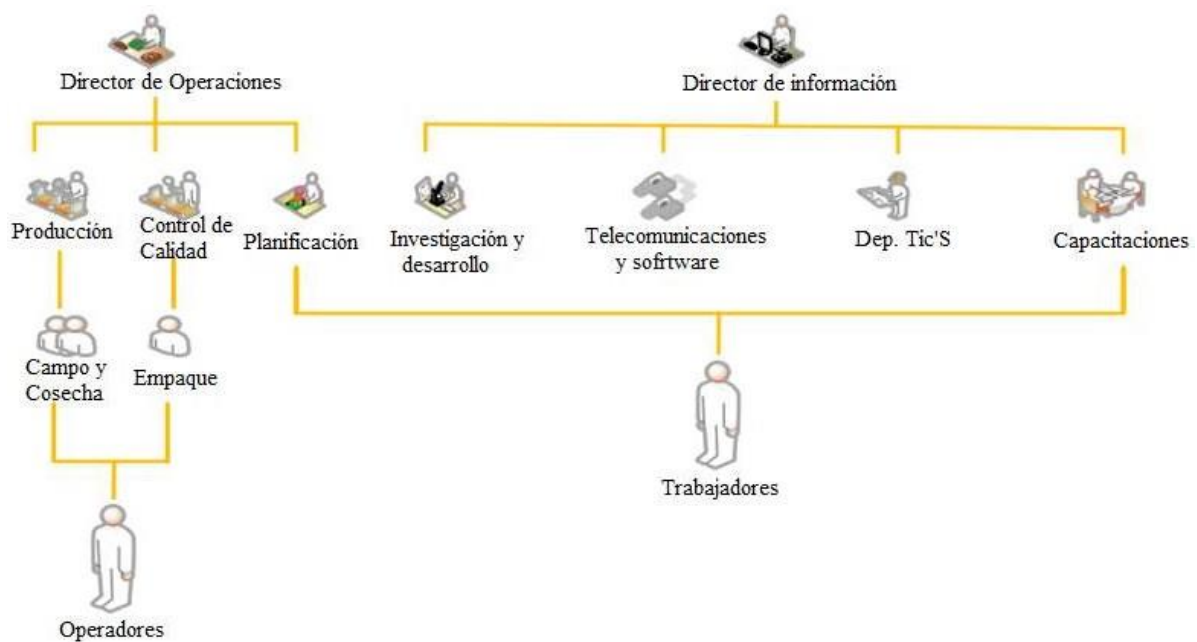 Director de Operaciones
Director de información
Producción
Control de
Calidad
Planificación
Investigación y
desarrollo
Telecomunicaciones
y sofrtware
Dep. Tic'S
Capacitaciones
Campo y
Cosecha
Empaque
Trabajadores
Operadores